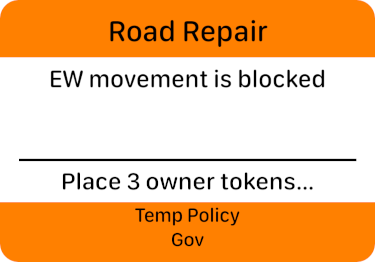 Road Repair
EW movement is blocked
Place 3 owner tokens...
Temp Policy
Gov